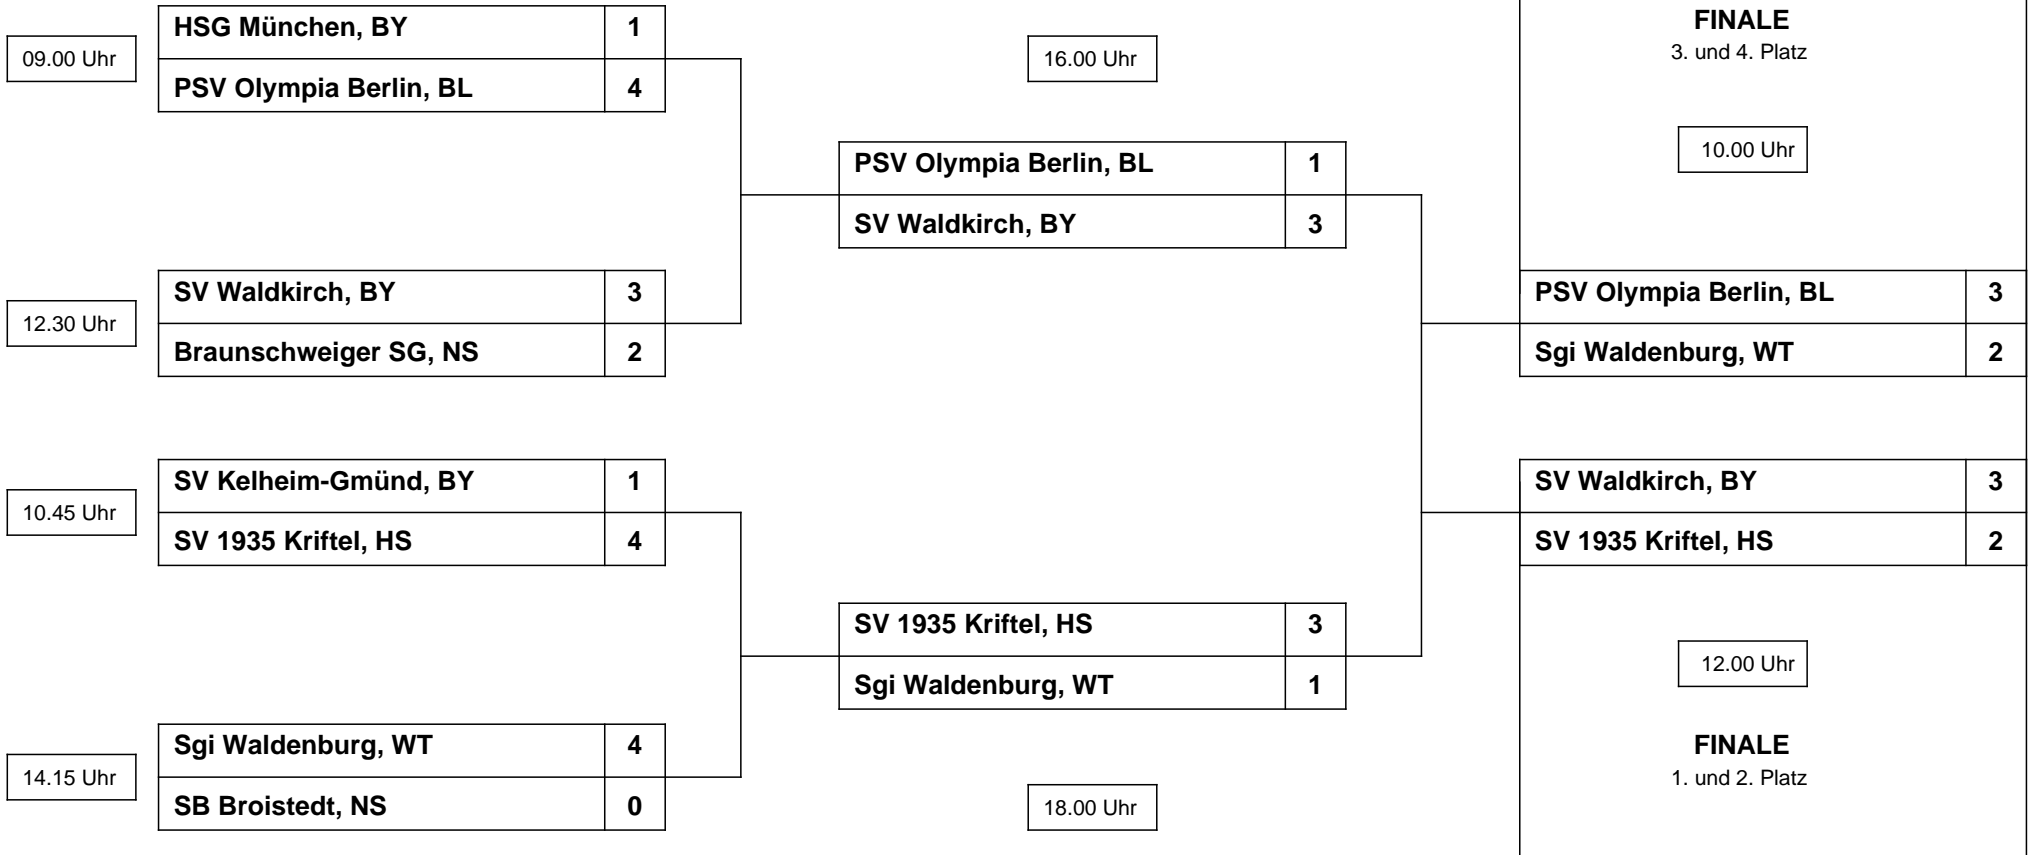 09.00 Uhr
HSG München, BY 1
PSV Olympia Berlin, BL 4
12.30 Uhr
SV Waldkirch, BY 3
Braunschweiger SG, NS 2
10.45 Uhr
SV Kelheim-Gmünd, BY 1
SV 1935 Kriftel, HS 4
14.15 Uhr
Sgi Waldenburg, WT 4
SB Broistedt, NS 0
16.00 Uhr
PSV Olympia Berlin, BL 1
SV Waldkirch, BY 3
SV 1935 Kriftel, HS 3
Sgi Waldenburg, WT 1
18.00 Uhr
FINALE
3. und 4. Platz
10.00 Uhr
PSV Olympia Berlin, BL 3
Sgi Waldenburg, WT 2
SV Waldkirch, BY 3
SV 1935 Kriftel, HS 2
12.00 Uhr
FINALE
1. und 2. Platz